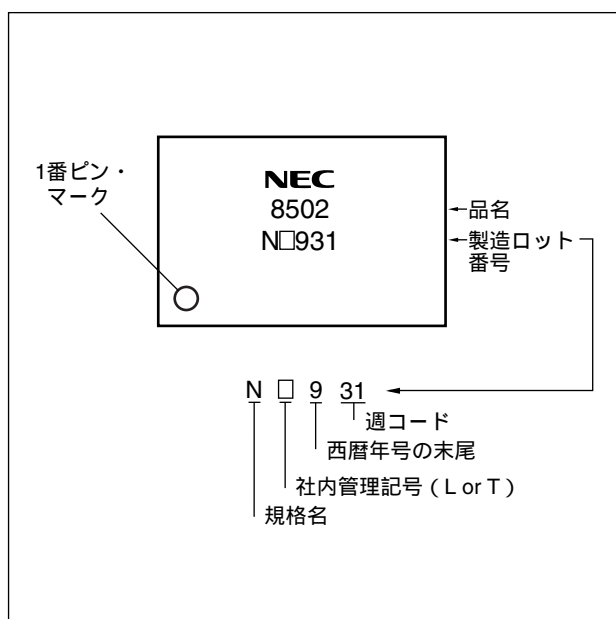 1番ピン・
マーク
NEC
8502
N□931
品名
製造ロット
番号
N □ 9 31
週コード
西暦年号の末尾
社内管理記号(L or T)
規格名